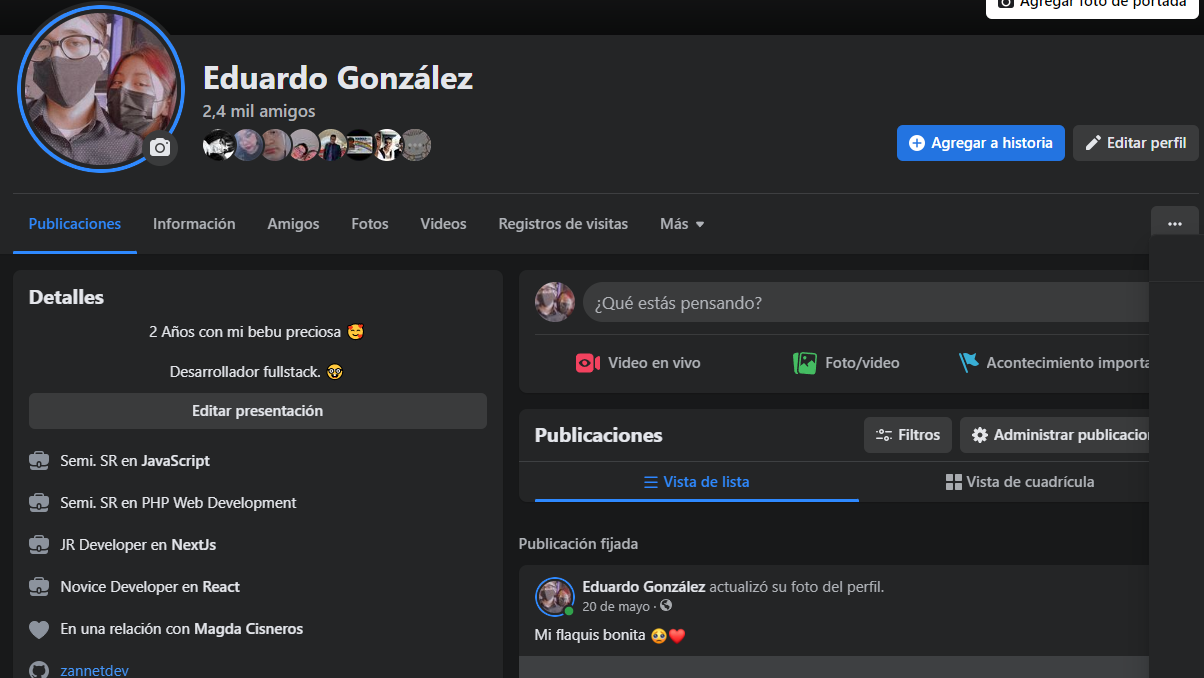 Agregar foto de portada
Eduardo González
2,4 mil amigos
Agregar a historia
Editar perfil
Publicaciones
Información
Amigos
Fotos
Videos
Registros de visitas
Más
Detalles
2 Años con mi bebu preciosa 🥰
Desarrollador fullstack. 🤓
Editar presentación
Semi. SR en JavaScript
Semi. SR en PHP Web Development
JR Developer en NextJs
Novice Developer en React
En una relación con Magda Cisneros
zannetdev
¿Qué estás pensando?
Video en vivo
Foto/video
Acontecimiento importa
Publicaciones
Filtros
Administrar publicacio
Vista de lista
Vista de cuadrícula
Publicación fijada
Eduardo González actualizó su foto del perfil.
20 de mayo ·
Mi flaquis bonita 🥹❤️